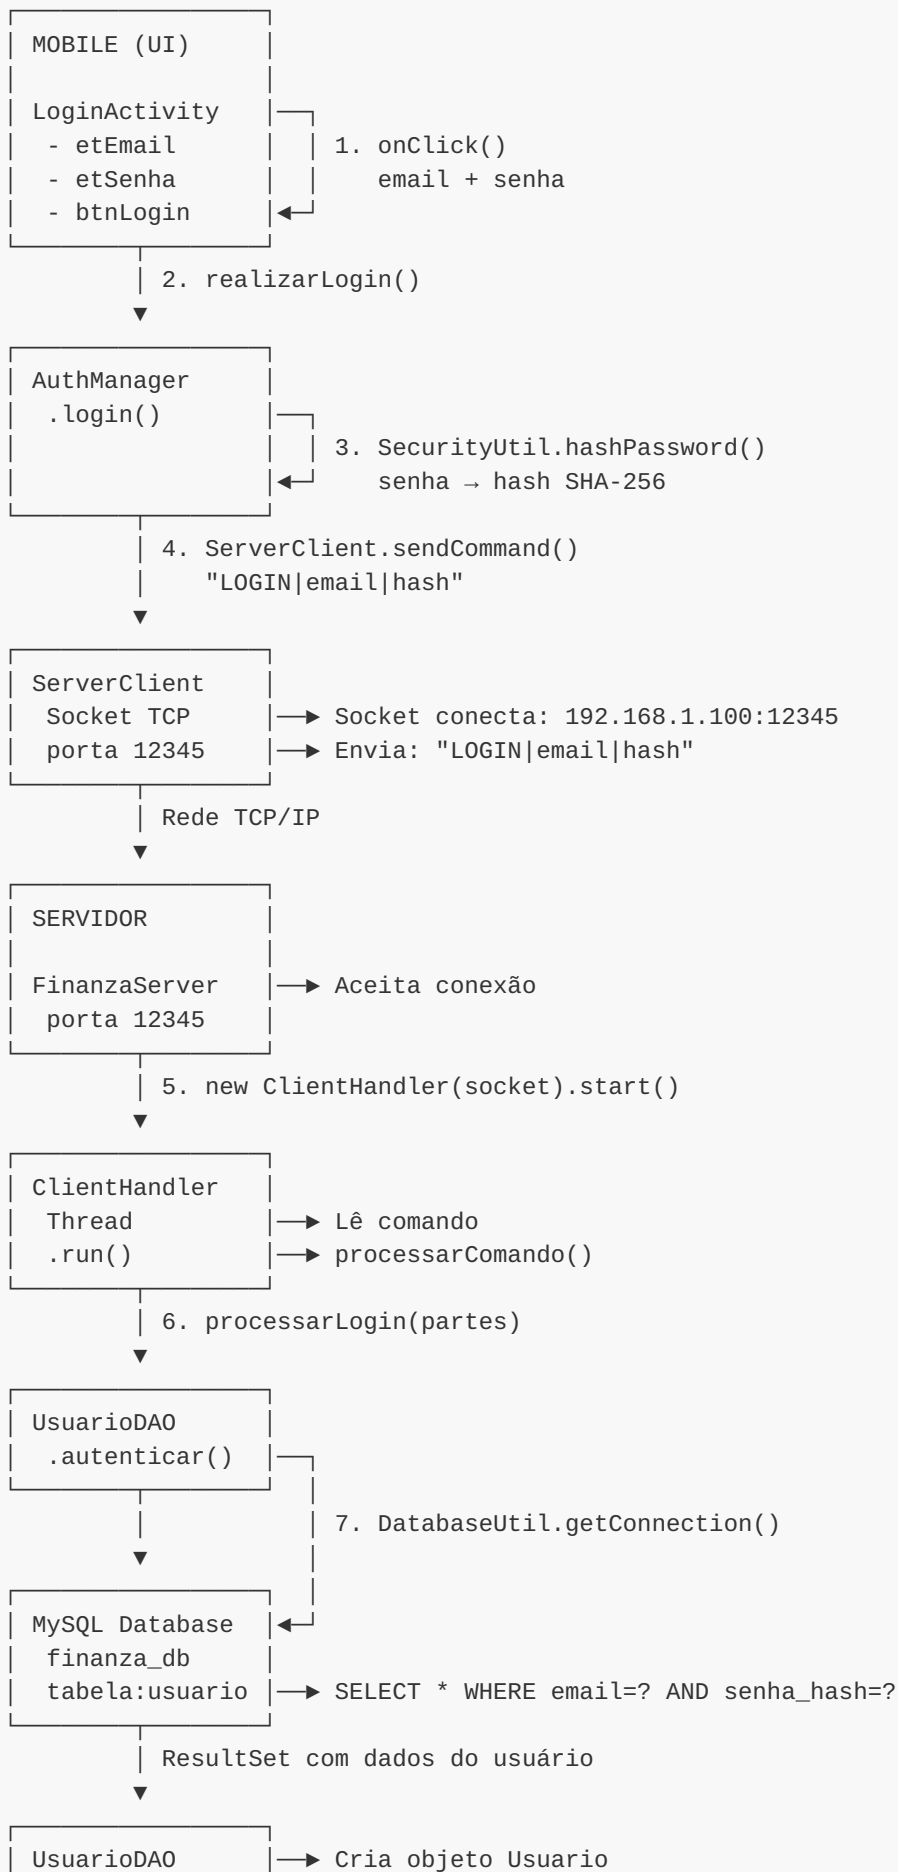 MOBILE (UI)
LoginActivity
- etEmail
1. onClick()
- etSenha
email + senha
- btnLogin
2. realizarLogin()
AuthManager
.login()
3. SecurityUtil.hashPassword()
senha → hash SHA-256
4. ServerClient.sendCommand()
"LOGIN|email|hash"
ServerClient
Socket TCP
Socket conecta: 192.168.1.100:12345
porta 12345
Envia: "LOGIN|email|hash"
Rede TCP/IP
SERVIDOR
FinanzaServer
Aceita conexão
porta 12345
5. new ClientHandler(socket).start()
ClientHandler
Thread
Lê comando
.run()
processarComando()
6. processarLogin(partes)
UsuarioDAO
.autenticar()
7. DatabaseUtil.getConnection()
MySQL Database
finanza_db
tabela:usuario
SELECT * WHERE email=? AND senha_hash=?
ResultSet com dados do usuário
UsuarioDAO
Cria objeto Usuario